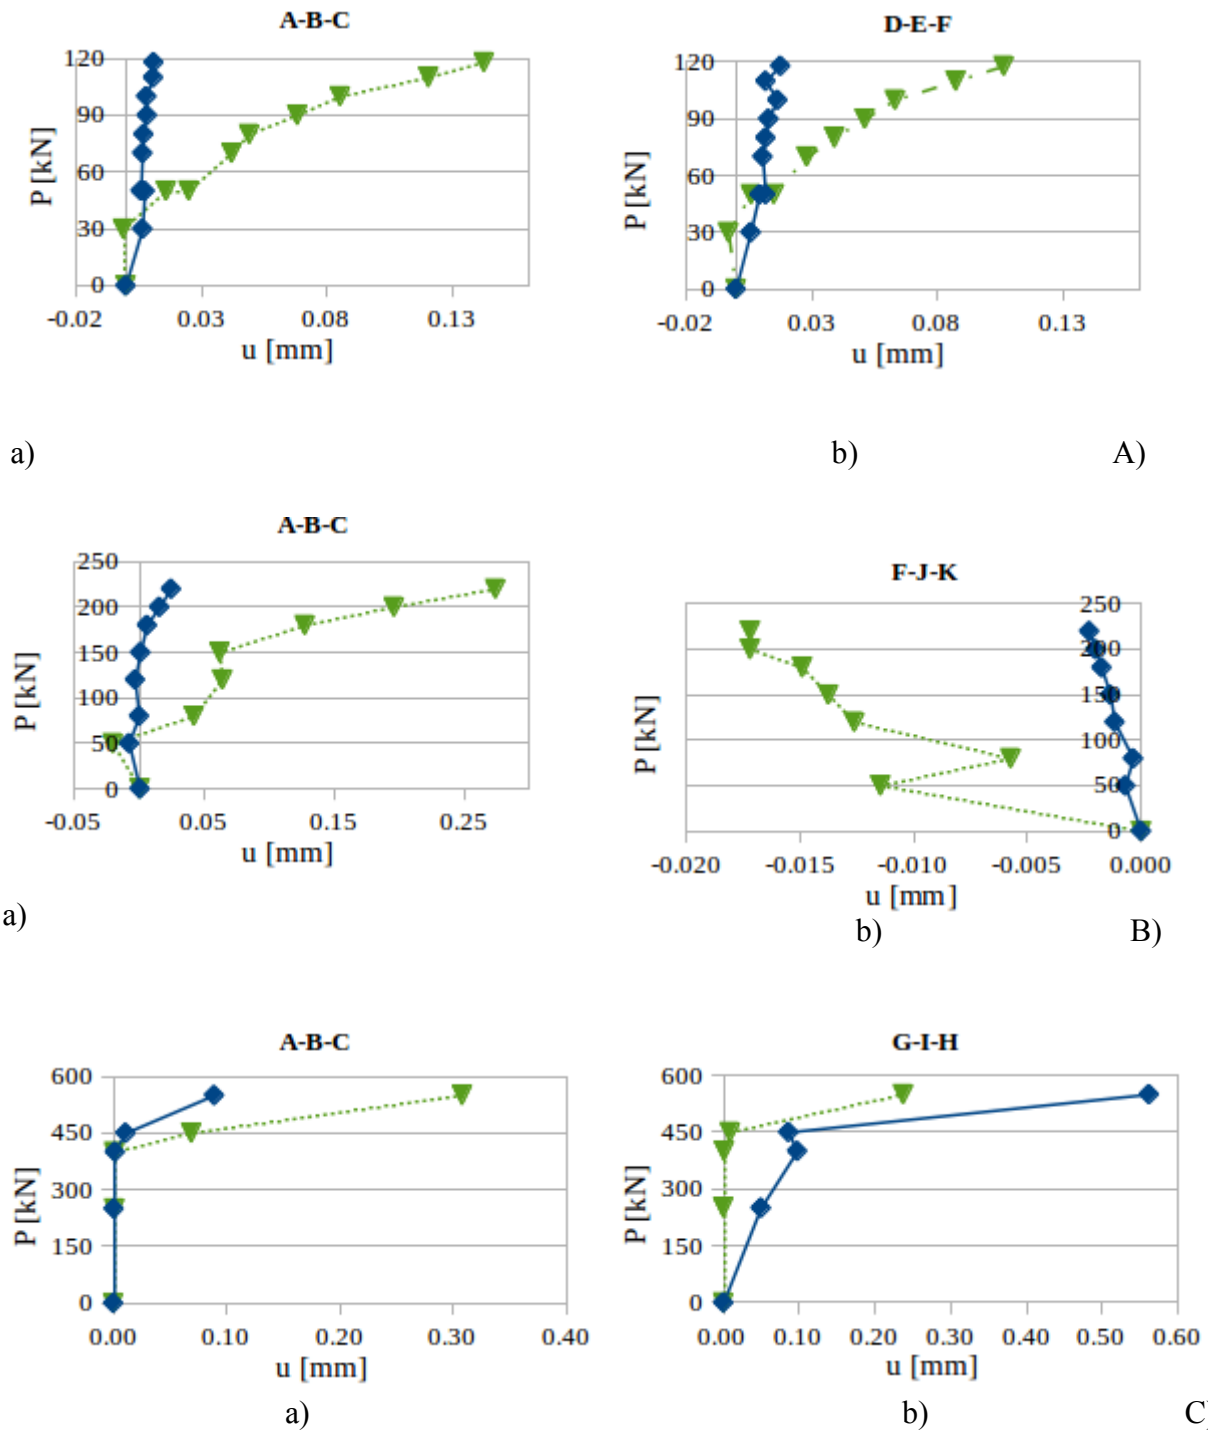 A-B-C
120
90
60
30
0
P [kN]
-0.02 0.03 0.08 0.13
u [mm]
D-E-F
120
90
60
30
0
P [kN]
-0.02 0.03 0.08 0.13
u [mm]
a) b) A)
A-B-C
250
200
150
100
50
0
P [kN]
-0.05 0.05 0.15 0.25
u [mm]
F-J-K
250
200
150
100
50
0
P [kN]
-0.020 -0.015 -0.010 -0.005 0.000
u [mm]
a) b) B)
A-B-C
600
450
300
150
0
P [kN]
0.00 0.10 0.20 0.30 0.40
u [mm]
G-I-H
600
450
300
150
0
P [kN]
0.00 0.10 0.20 0.30 0.40 0.50 0.60
u [mm]
a) b) C)